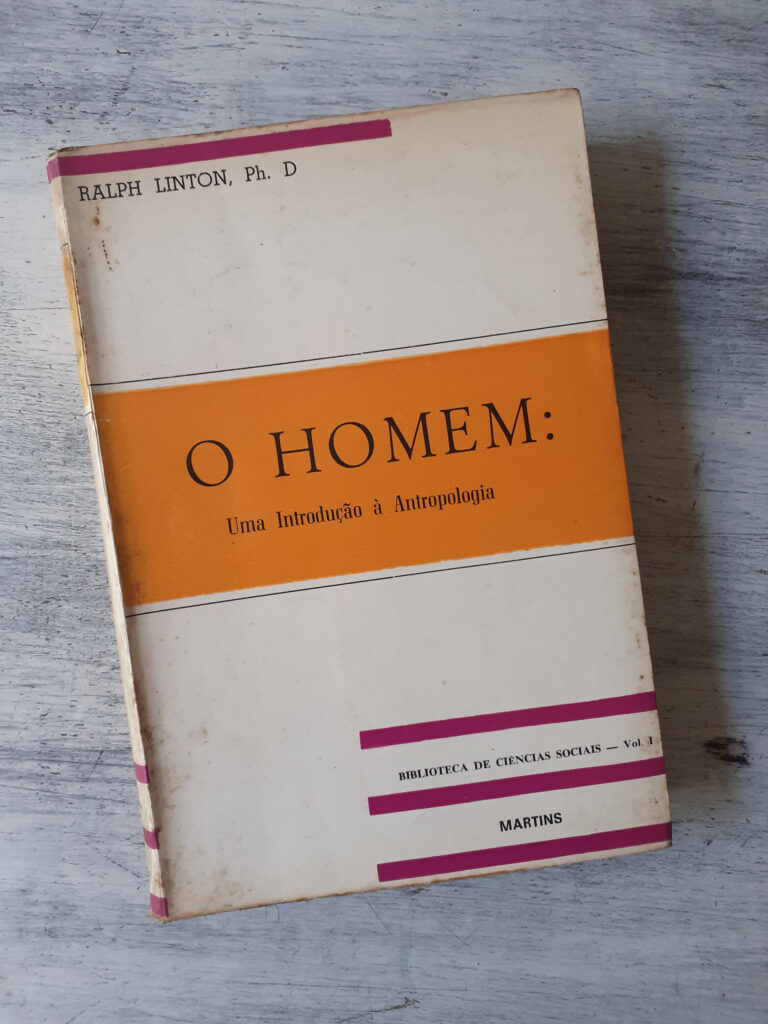 RALPH LINTON, Ph. D
O HOMEM:
Uma Introdução à Antropologia
BIBLIOTECA DE CIÊNCIAS SOCIAIS — Vol. I
MARTINS